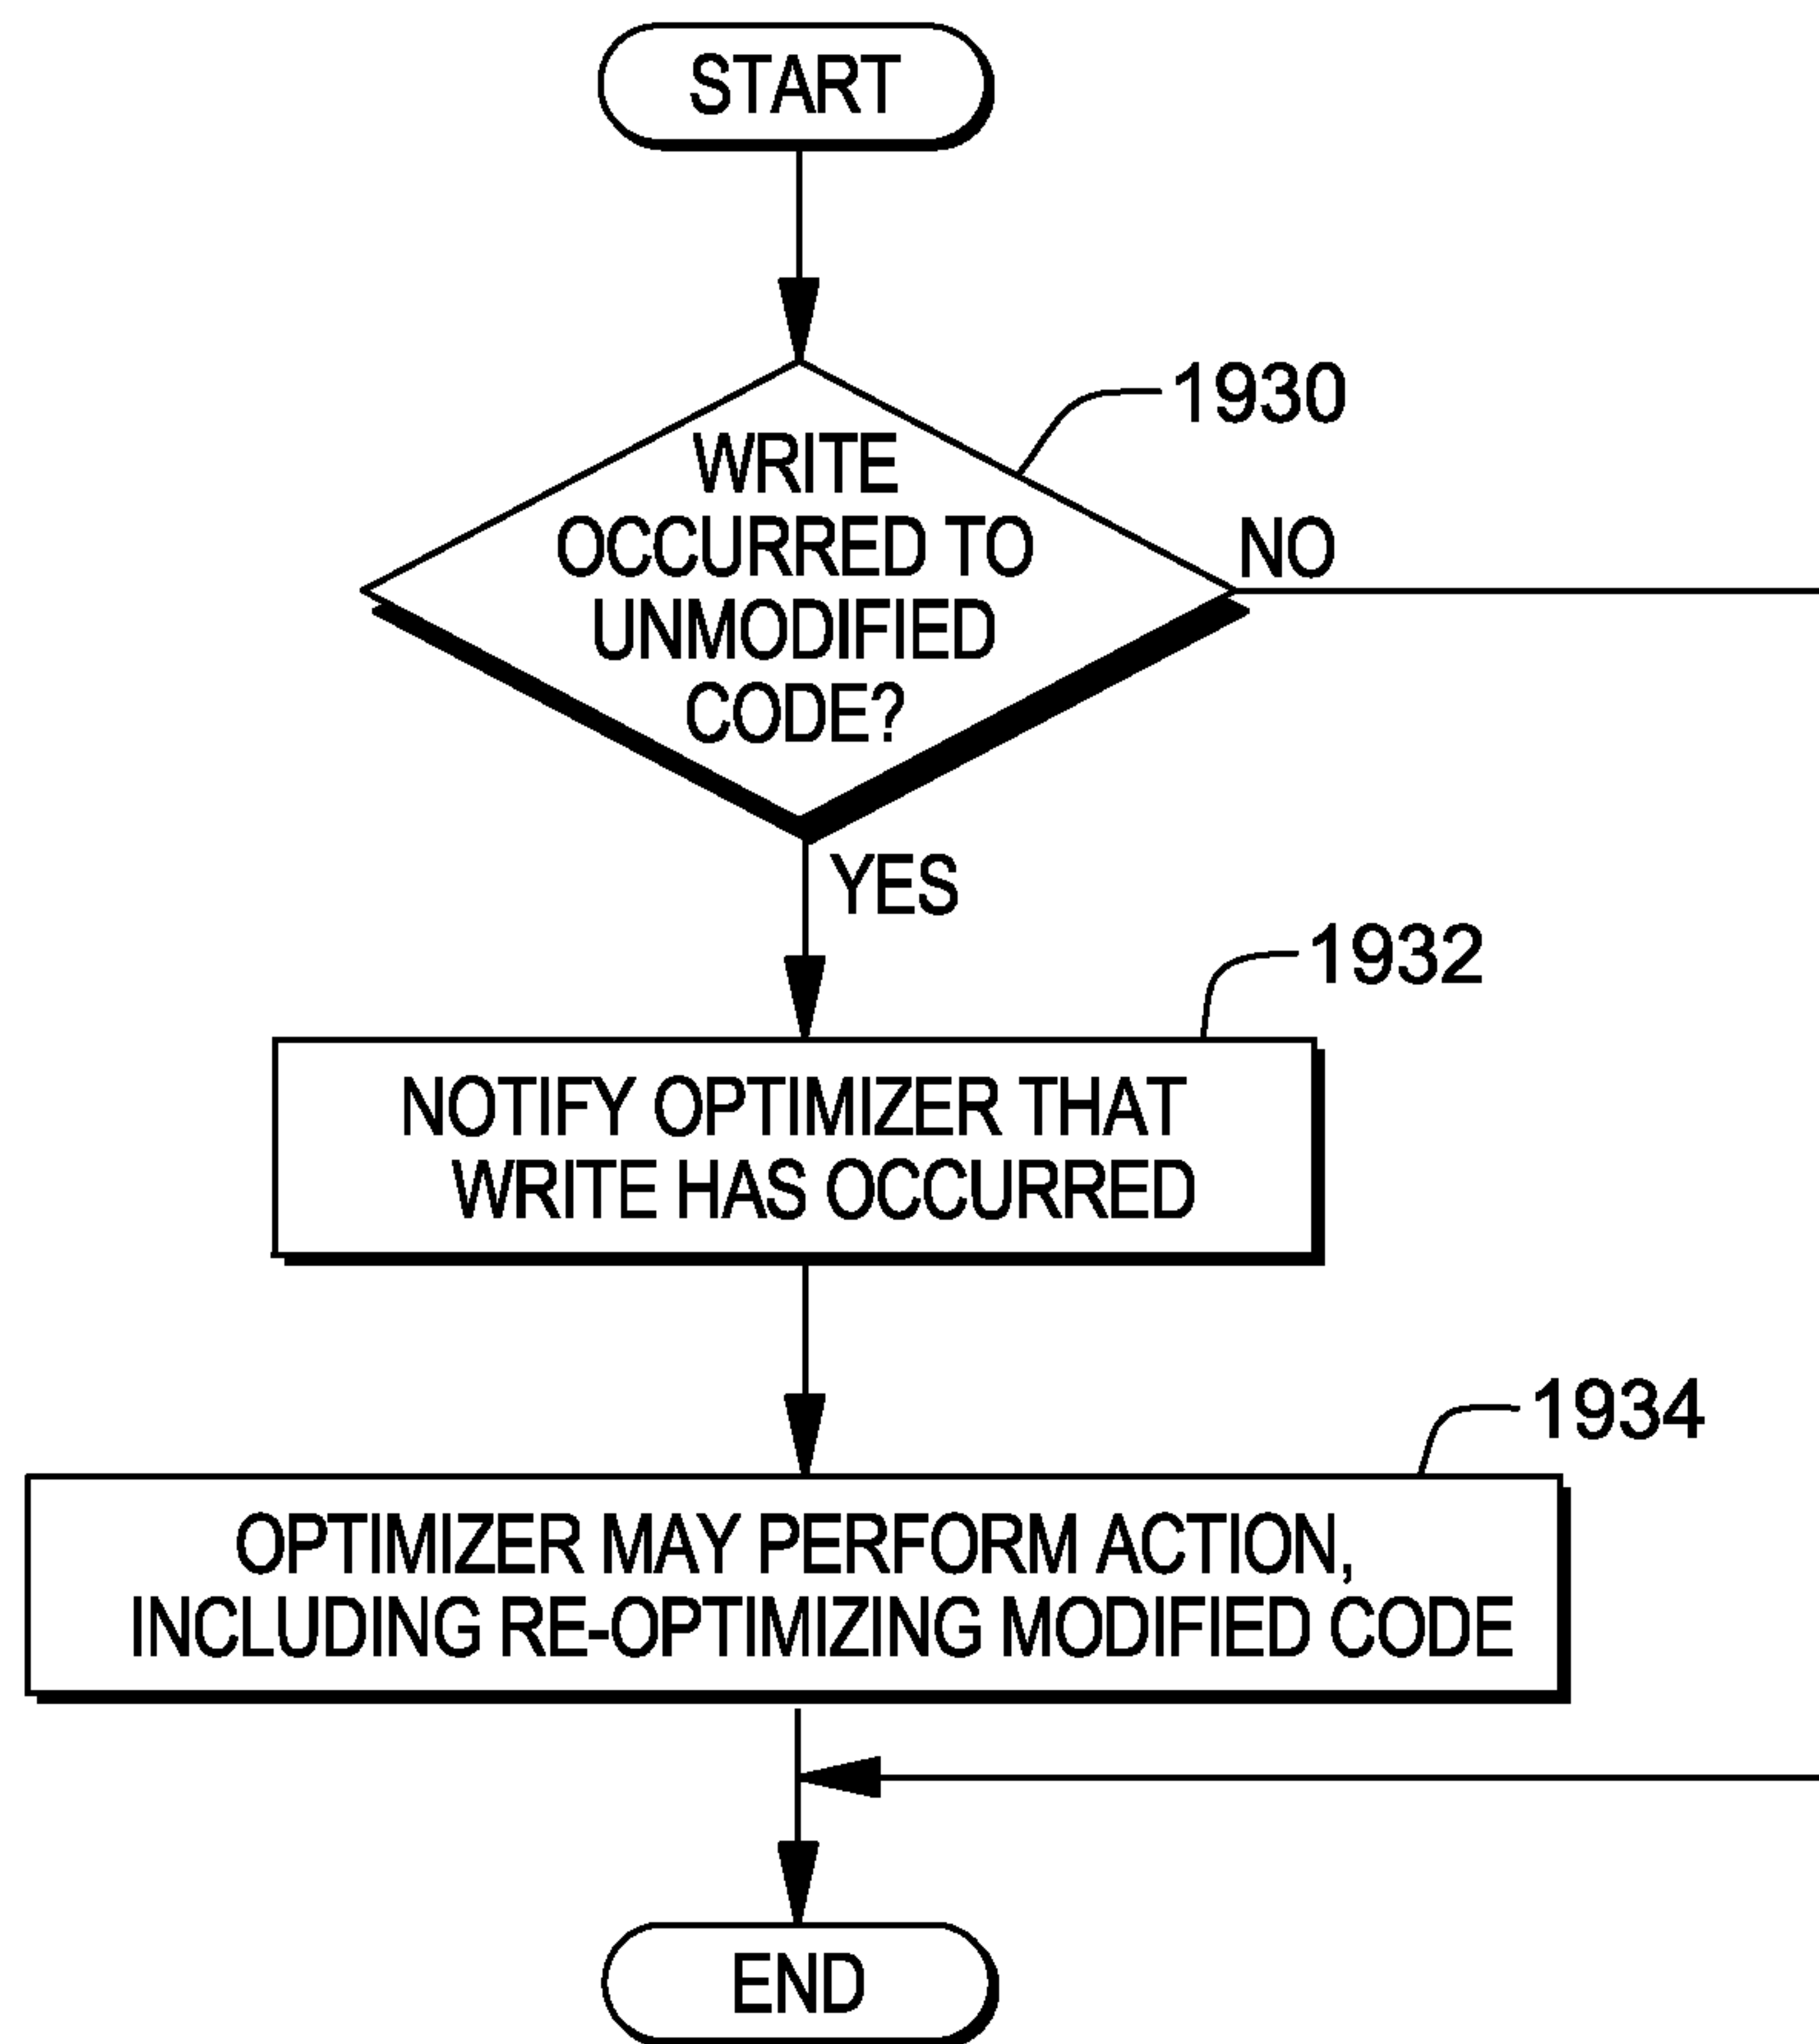 START
1930
WRITE
OCCURRED TO
UNMODIFIED
CODE?
NO
YES
1932
NOTIFY OPTIMIZER THAT
WRITE HAS OCCURRED
1934
OPTIMIZER MAY PERFORM ACTION,
INCLUDING RE-OPTIMIZING MODIFIED CODE
END